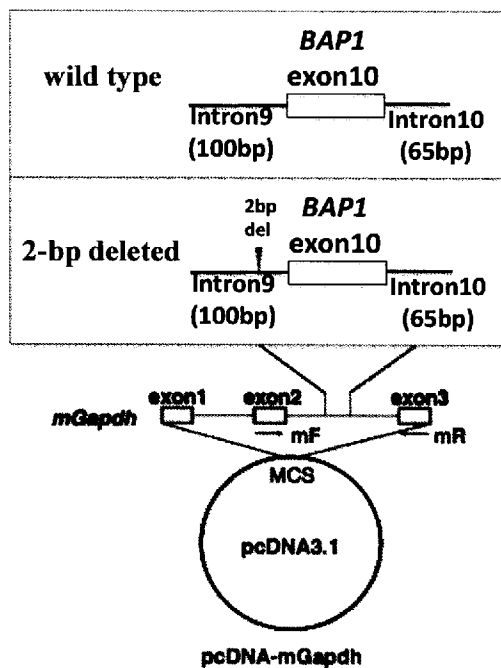 BAP1
wild type
exon10
Intron9
Intron10
(100bp)
(65bp)
2bp
del
BAP1
2-bp deleted
exon10
Intron9
Intron10
(100bp)
(65bp)
exon1
exon2
exon3
mGapdh
mF
mR
MCS
pcDNA3.1
pcDNA-mGapdh